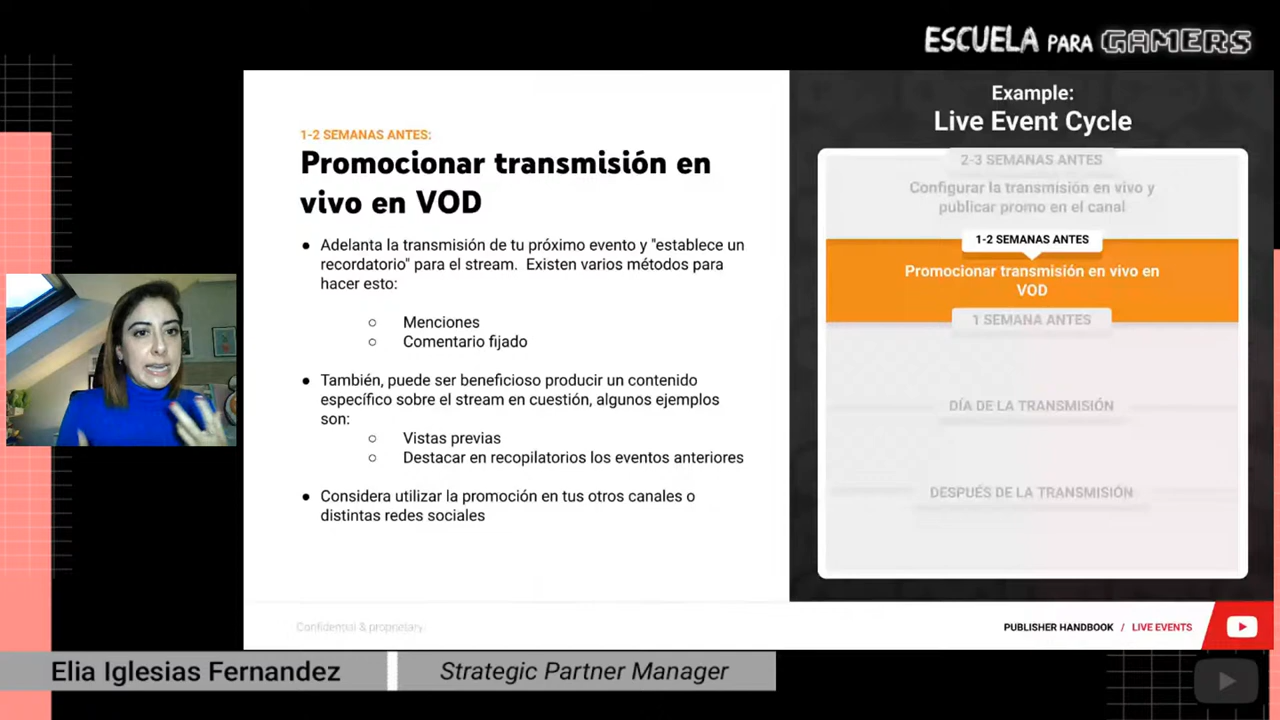 ESCUELA PARA GAMERS
1-2 SEMANAS ANTES:
Promocionar transmisión en
vivo en VOD
● Adelanta la transmisión de tu próximo evento y "establece un
recordatorio" para el stream. Existen varios métodos para
hacer esto:
○ Menciones
○ Comentario fijado
● También, puede ser beneficioso producir un contenido
específico sobre el stream en cuestión, algunos ejemplos
son:
○ Vistas previas
○ Destacar en recopilatorios los eventos anteriores
● Considera utilizar la promoción en tus otros canales o
distintas redes sociales
Example:
Live Event Cycle
2-3 SEMANAS ANTES
Configurar la transmisión en vivo y
publicar promo en el canal
1-2 SEMANAS ANTES
Promocionar transmisión en vivo en
VOD
1 SEMANA ANTES
DÍA DE LA TRANSMISIÓN
DESPUÉS DE LA TRANSMISIÓN
Confidential & proprietary
PUBLISHER HANDBOOK / LIVE EVENTS
Elia Iglesias Fernandez
Strategic Partner Manager